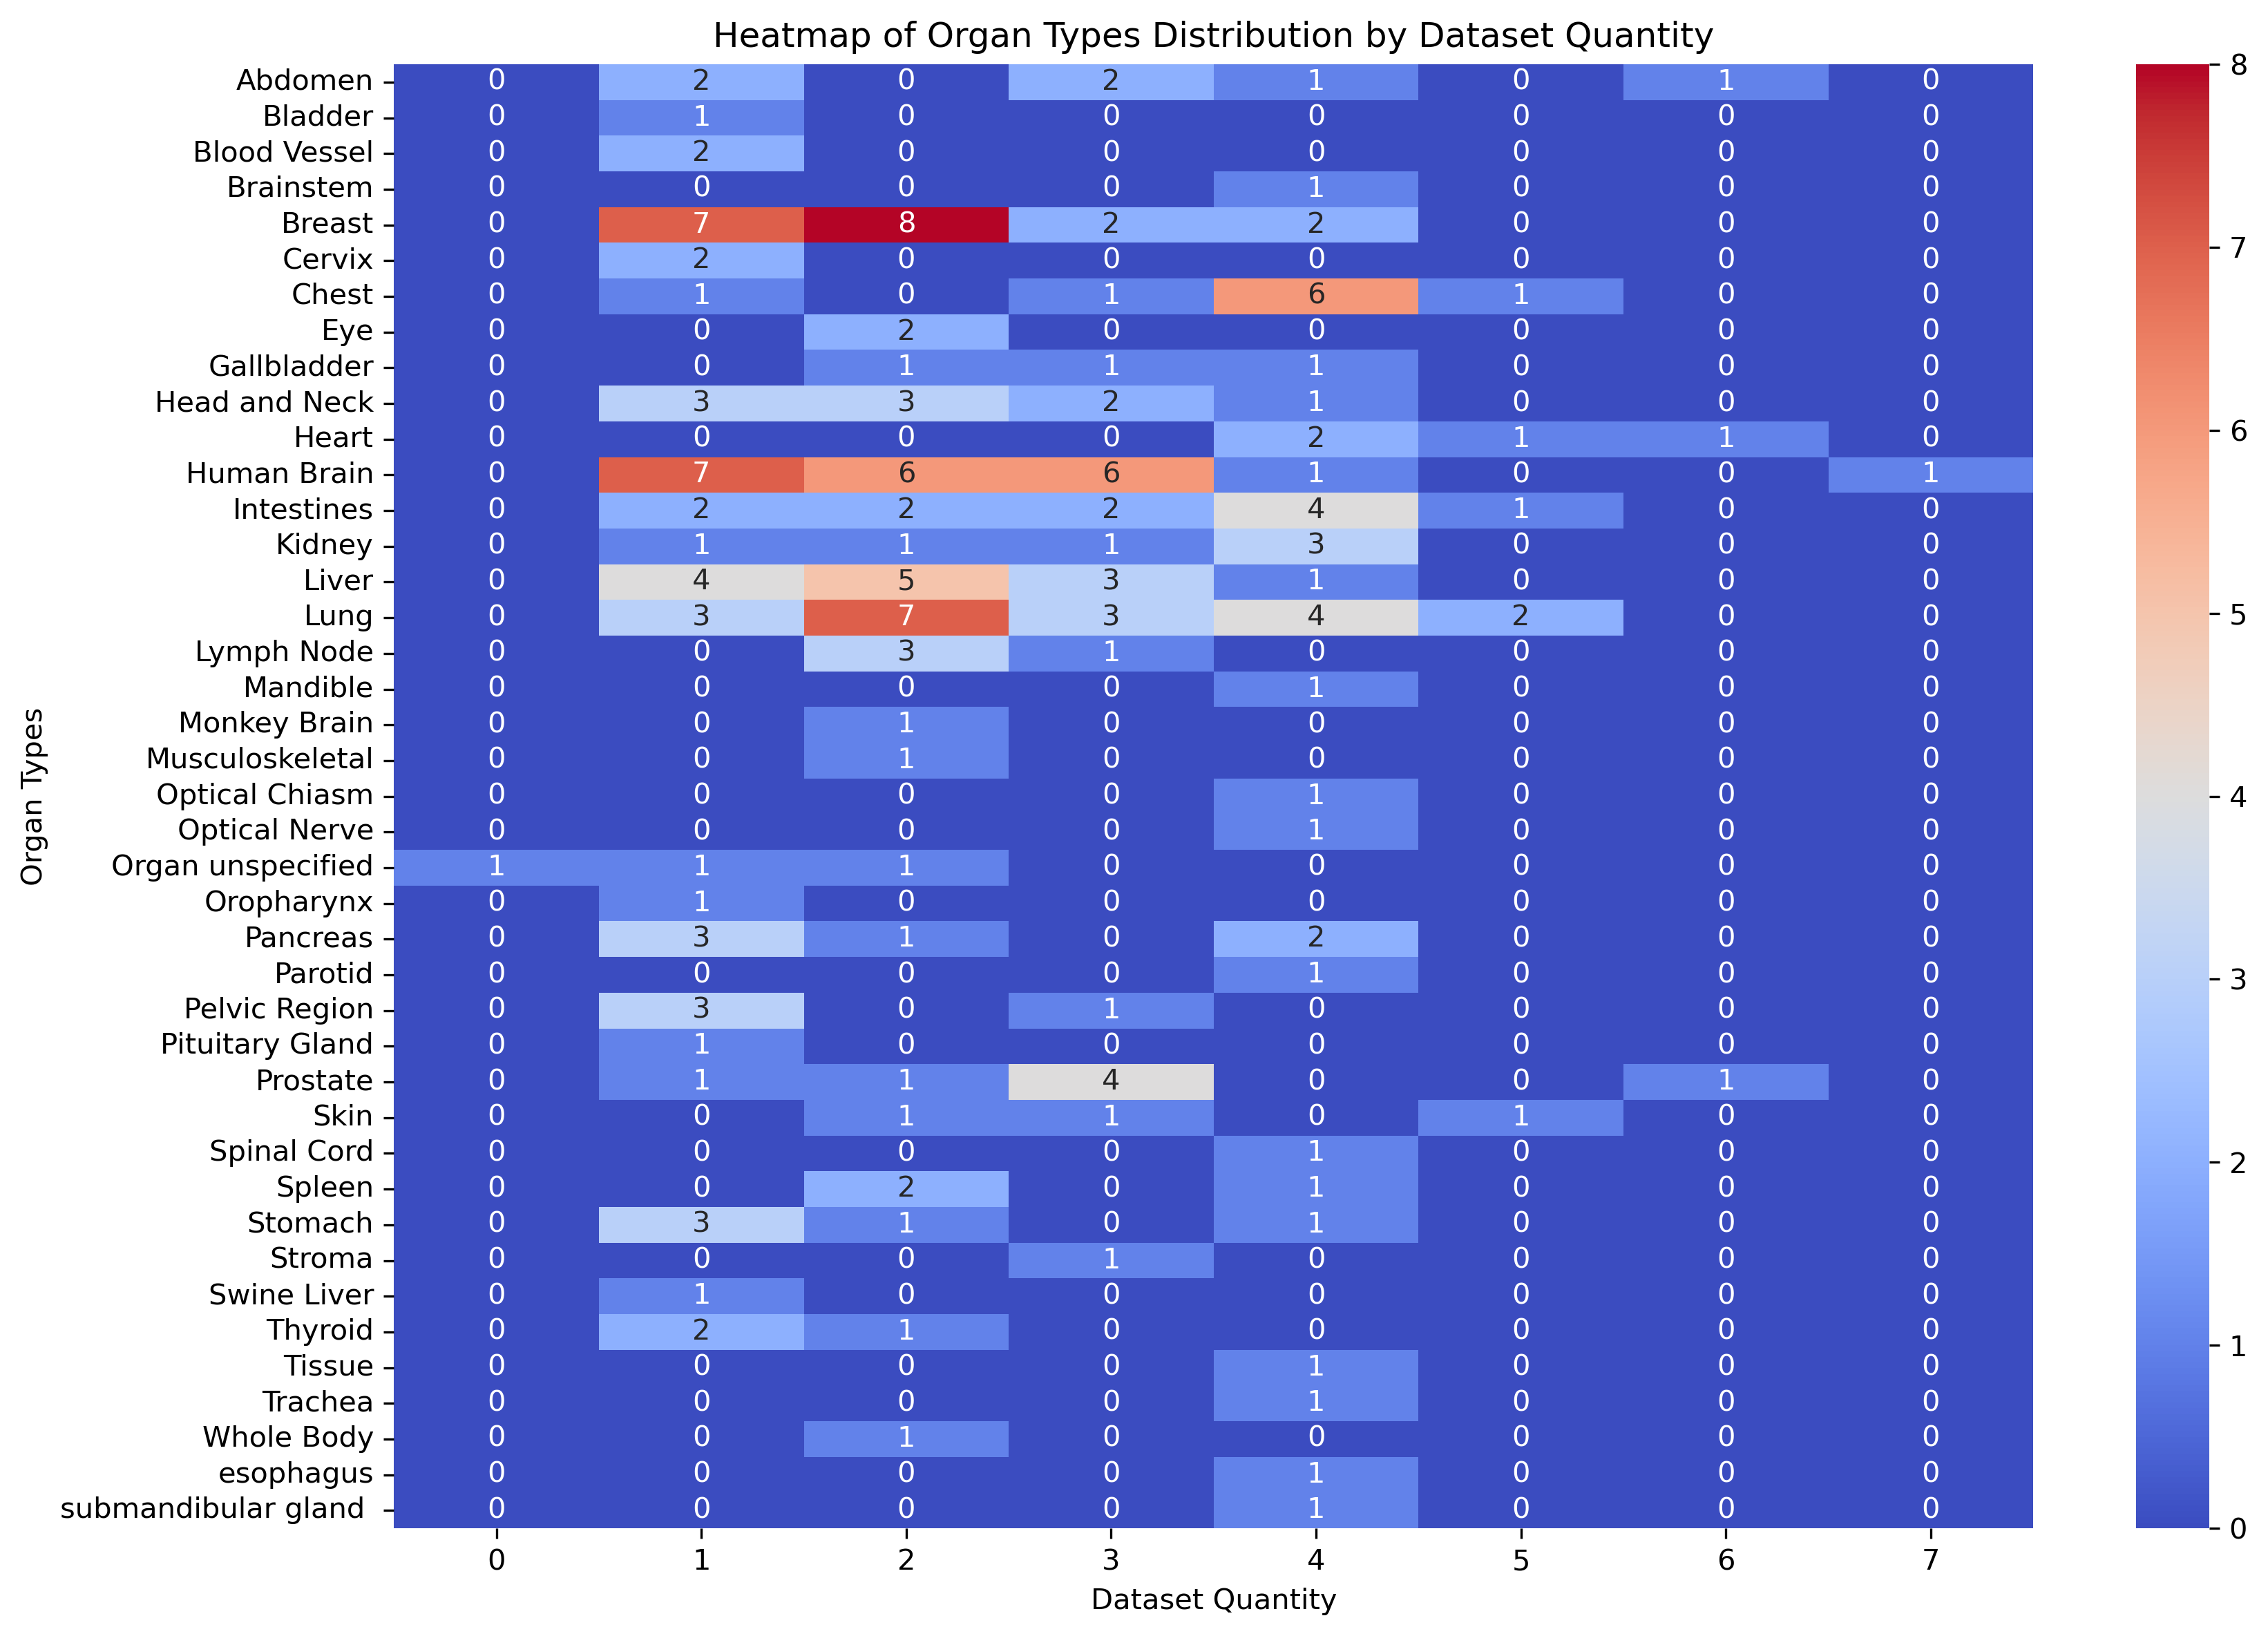 Heatmap of Organ Types Distribution by Dataset Quantity
Organ Types
Abdomen 0 2 0 2 1 0 1 0
Bladder 0 1 0 0 0 0 0 0
Blood Vessel 0 2 0 0 0 0 0 0
Brainstem 0 0 0 0 1 0 0 0
Breast 0 7 8 2 2 0 0 0
Cervix 0 2 0 0 0 0 0 0
Chest 0 1 0 1 6 1 0 0
Eye 0 0 2 0 0 0 0 0
Gallbladder 0 0 1 1 1 0 0 0
Head and Neck 0 3 3 2 1 0 0 0
Heart 0 0 0 0 2 1 1 0
Human Brain 0 7 6 6 1 0 0 1
Intestines 0 2 2 2 4 1 0 0
Kidney 0 1 1 1 3 0 0 0
Liver 0 4 5 3 1 0 0 0
Lung 0 3 7 3 4 2 0 0
Lymph Node 0 0 3 1 0 0 0 0
Mandible 0 0 0 0 1 0 0 0
Monkey Brain 0 0 1 0 0 0 0 0
Musculoskeletal 0 0 1 0 0 0 0 0
Optical Chiasm 0 0 0 0 1 0 0 0
Optical Nerve 0 0 0 0 1 0 0 0
Organ unspecified 1 1 1 0 0 0 0 0
Oropharynx 0 1 0 0 0 0 0 0
Pancreas 0 3 1 0 2 0 0 0
Parotid 0 0 0 0 1 0 0 0
Pelvic Region 0 3 0 1 0 0 0 0
Pituitary Gland 0 1 0 0 0 0 0 0
Prostate 0 1 1 4 0 0 1 0
Skin 0 0 1 1 0 1 0 0
Spinal Cord 0 0 0 0 1 0 0 0
Spleen 0 0 2 0 1 0 0 0
Stomach 0 3 1 0 1 0 0 0
Stroma 0 0 0 1 0 0 0 0
Swine Liver 0 1 0 0 0 0 0 0
Thyroid 0 2 1 0 0 0 0 0
Tissue 0 0 0 0 1 0 0 0
Trachea 0 0 0 0 1 0 0 0
Whole Body 0 0 1 0 0 0 0 0
esophagus 0 0 0 0 1 0 0 0
submandibular gland 0 0 0 0 1 0 0 0
0 1 2 3 4 5 6 7
Dataset Quantity
8
7
6
5
4
3
2
1
0